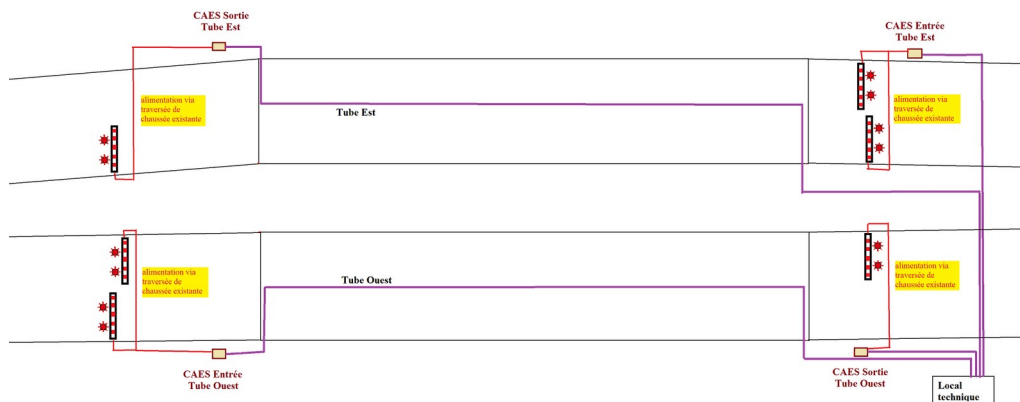 CAES Sortie
Tube Est
CAES Entrée
Tube Est
alimentation via
traversée de
chaussée existante
Tube Est
alimentation via
traversée de
chaussée existante
alimentation via
traversée de
chaussée existante
Tube Ouest
alimentation via
traversée de
chaussée existante
CAES Entrée
Tube Ouest
CAES Sortie
Tube Ouest
Local
technique